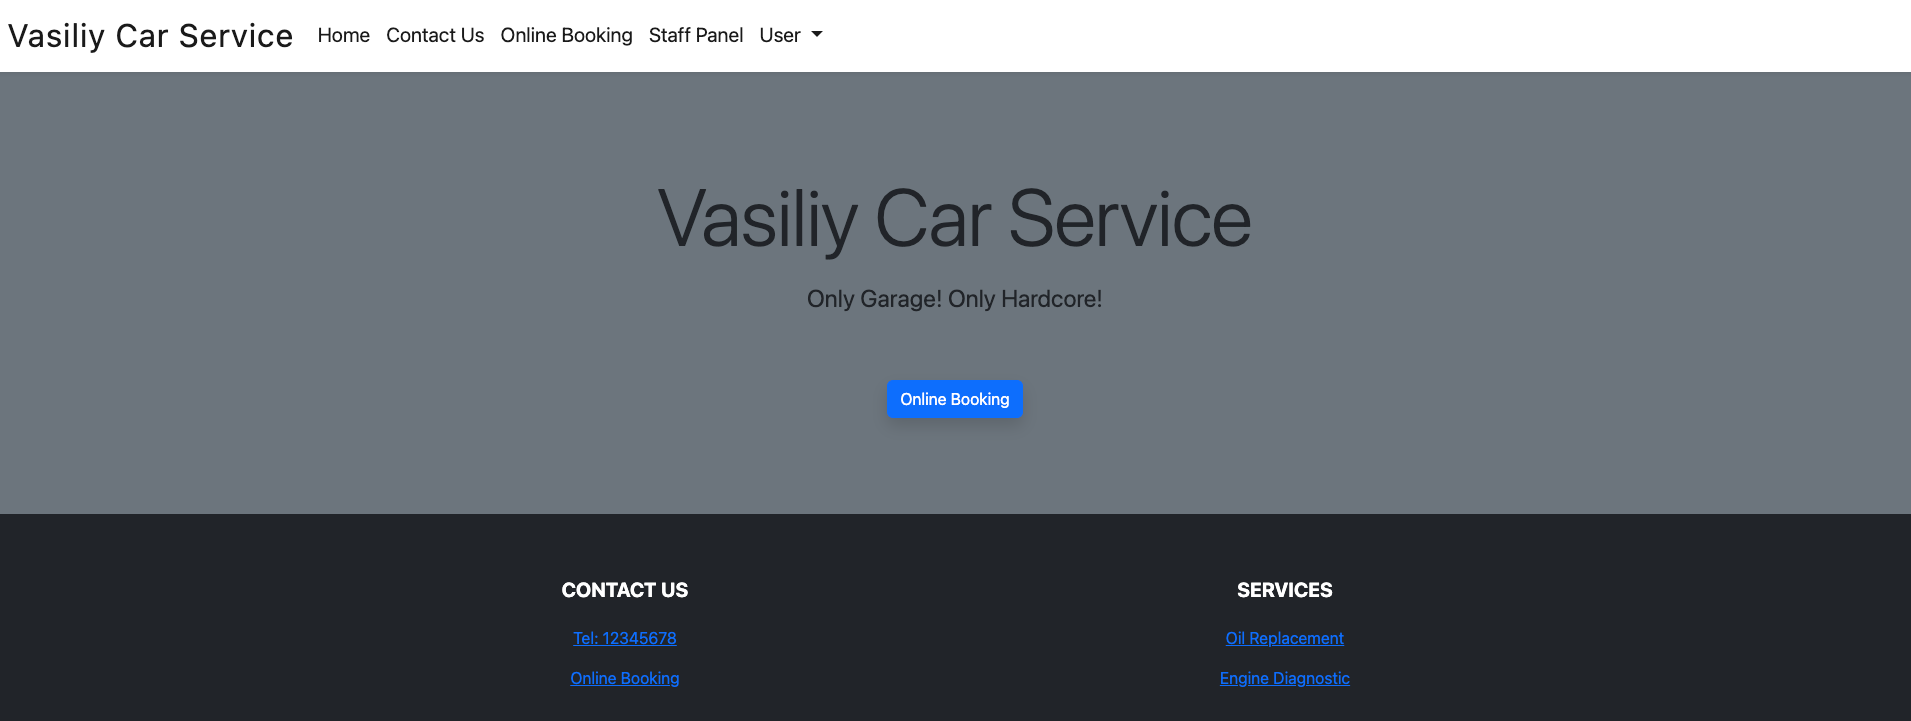 Vasiliy Car Service Home Contact Us Online Booking Staff Panel User
Vasiliy Car Service
Only Garage! Only Hardcore!
Online Booking
CONTACT US
Tel: 12345678
Online Booking
SERVICES
Oil Replacement
Engine Diagnostic